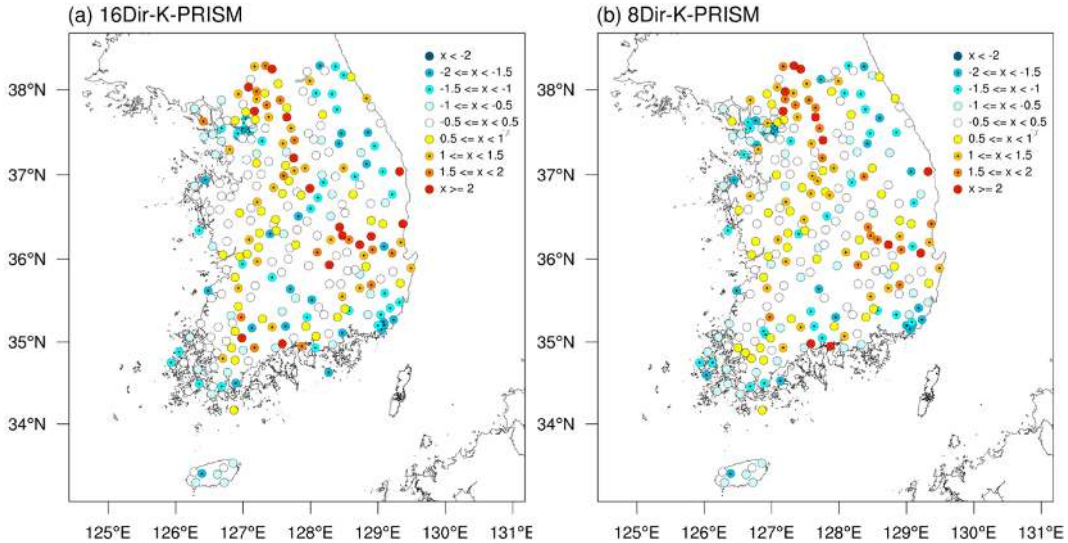 (a) 16Dir-K-PRISM
x < -2
-2 <= x < -1.5
-1.5 <= x < -1
-1 <= x < -0.5
-0.5 <= x < 0.5
0.5 <= x < 1
1 <= x < 1.5
1.5 <= x < 2
x >= 2
38°N
37°N
36°N
35°N
34°N
125°E 126°E 127°E 128°E 129°E 130°E 131°E
(b) 8Dir-K-PRISM
x < -2
-2 <= x < -1.5
-1.5 <= x < -1
-1 <= x < -0.5
-0.5 <= x < 0.5
0.5 <= x < 1
1 <= x < 1.5
1.5 <= x < 2
x >= 2
38°N
37°N
36°N
35°N
34°N
125°E 126°E 127°E 128°E 129°E 130°E 131°E